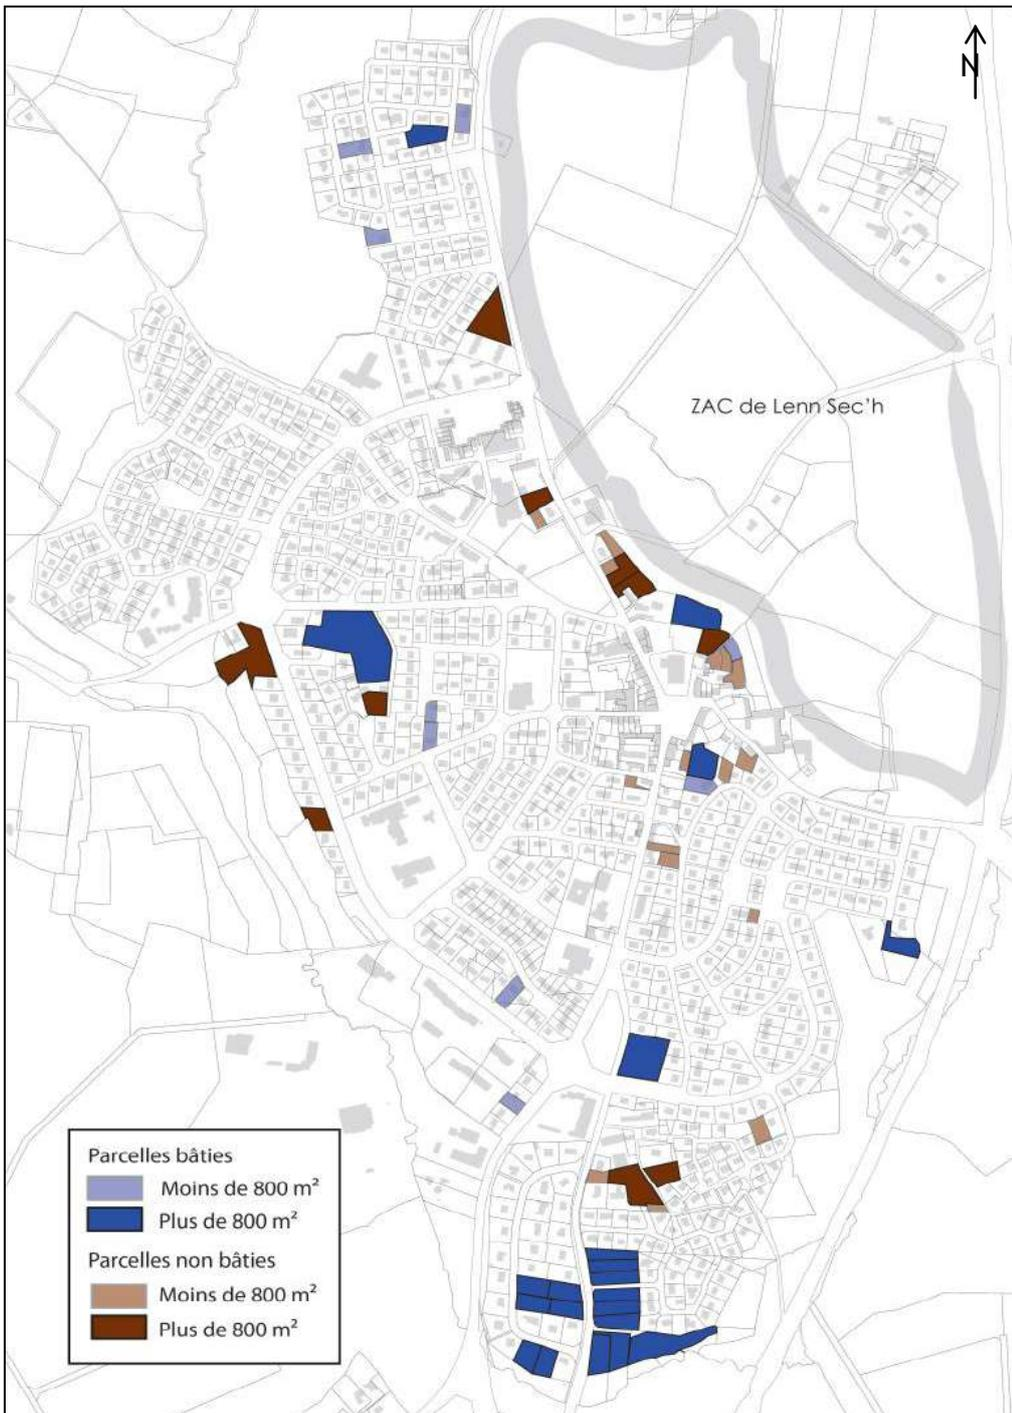 N
ZAC de Lenn Sec'h
Parcelles bâties
Moins de 800 m²
Plus de 800 m²
Parcelles non bâties
Moins de 800 m²
Plus de 800 m²